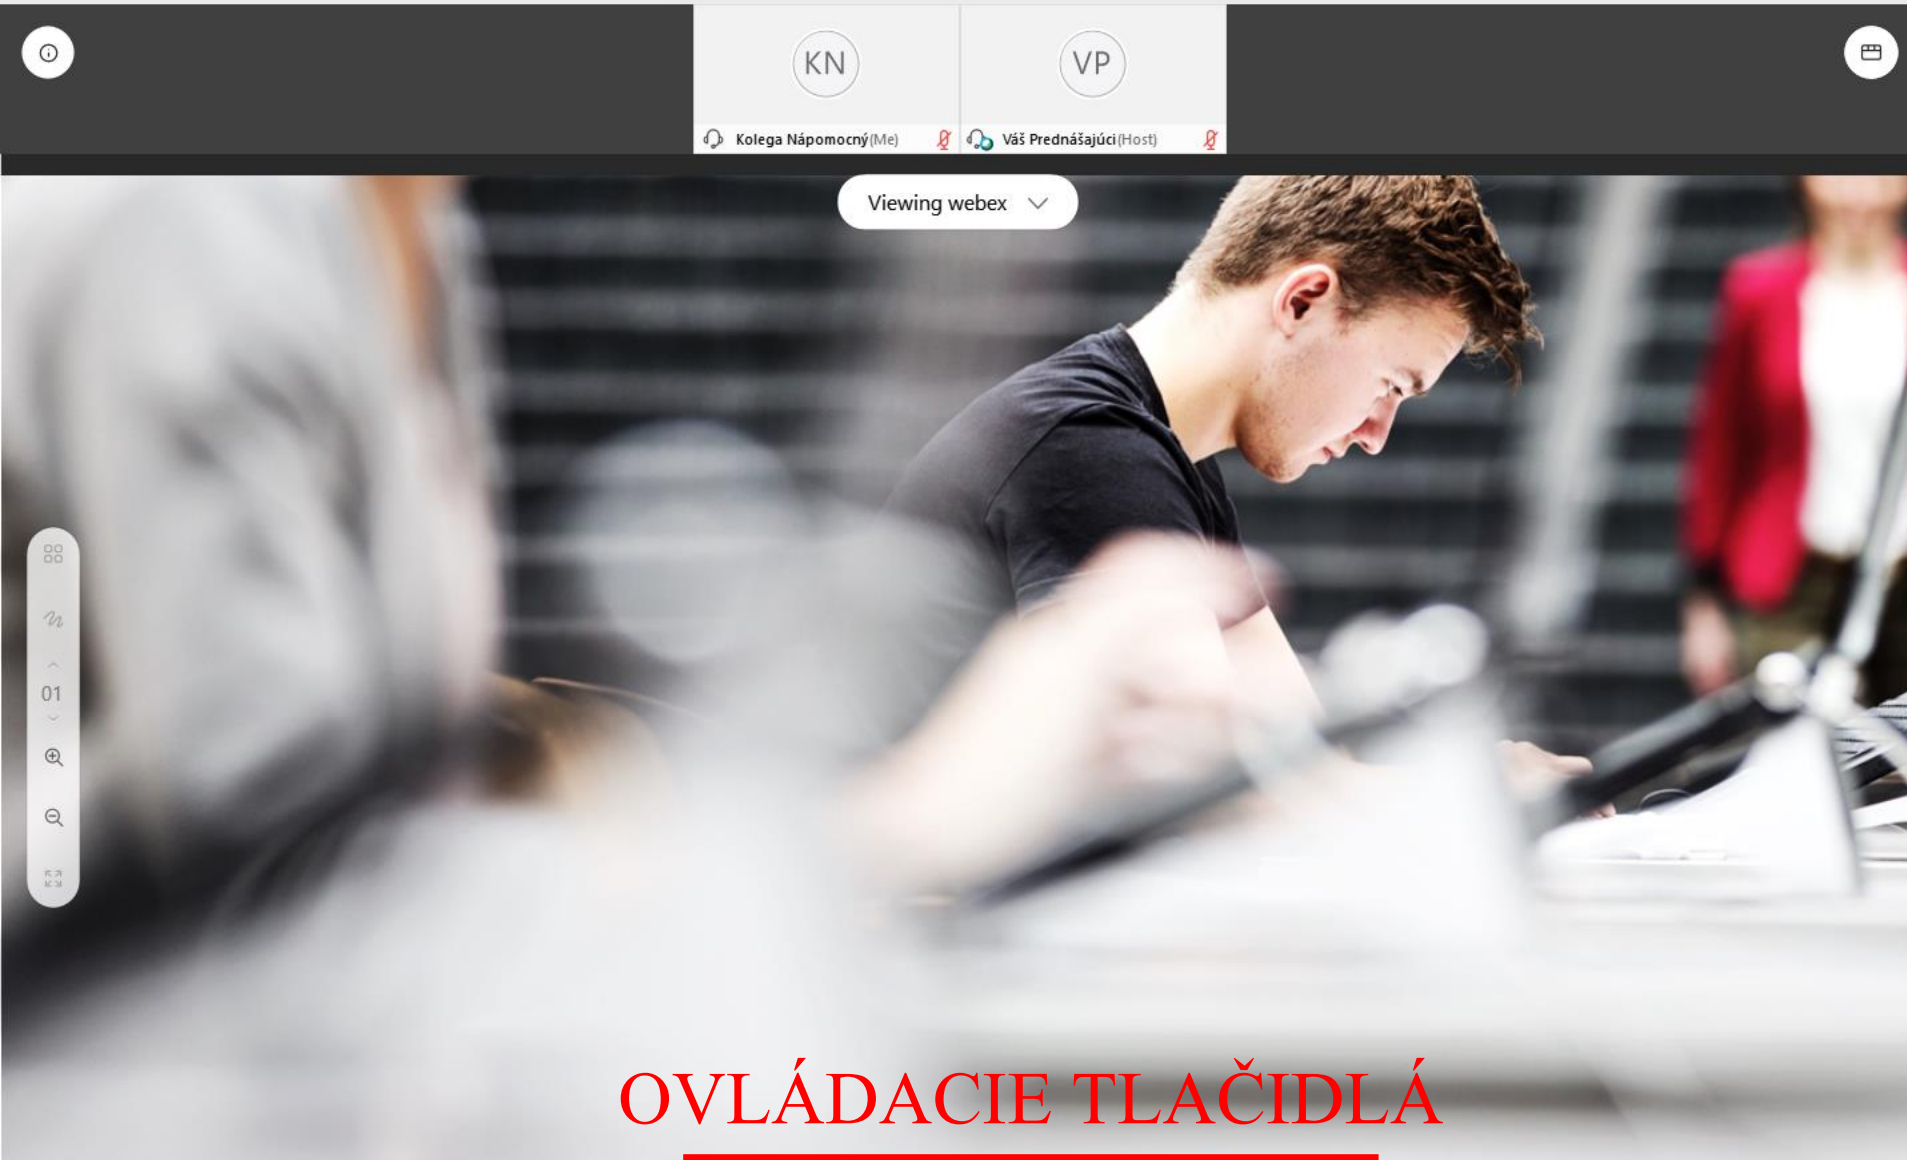 KN
VP
Kolega Nápomocný(Me)
Váš Prednášajúci(Host)
Viewing webex
01
OVLÁDACIE TLAČIDLÁ